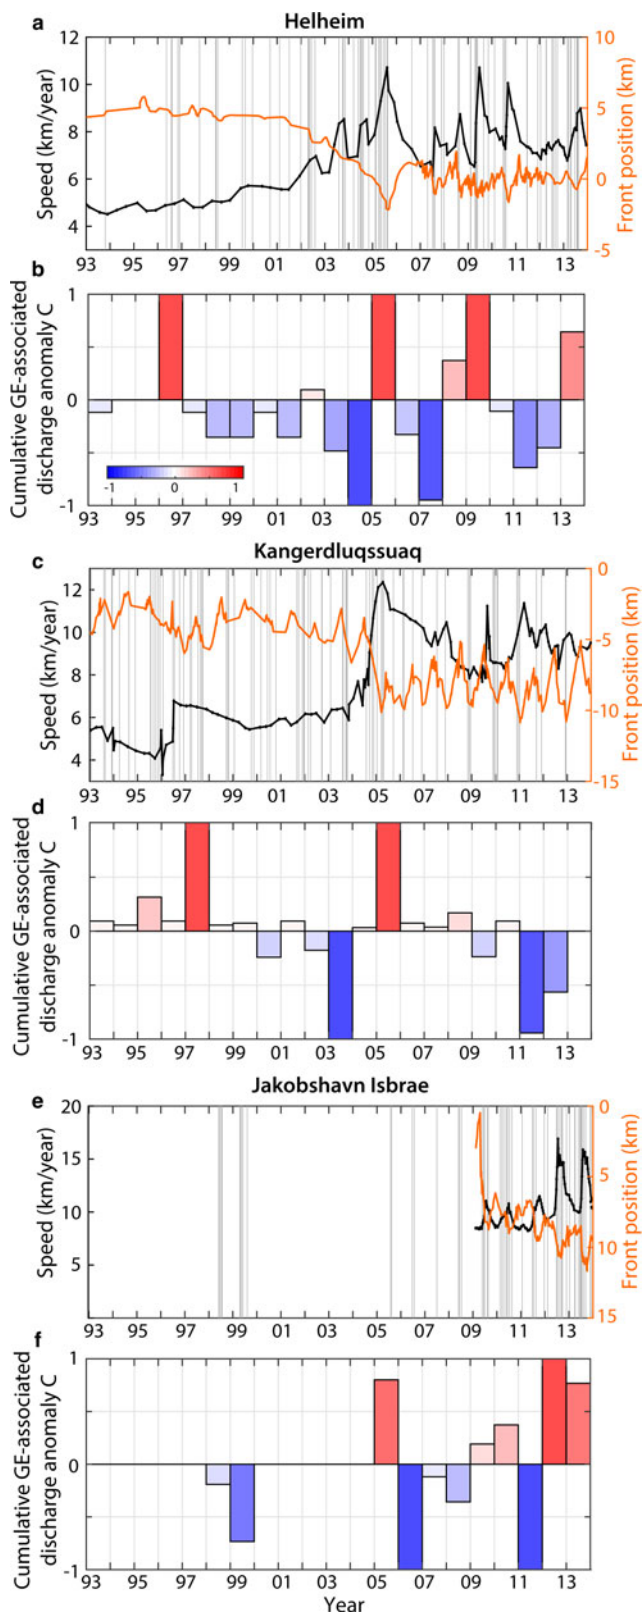 a
Helheim
12
10
8
6
4
Speed (km/year)
10
5
0
-5
Front position (km)
93 95 97 99 01 03 05 07 09 11 13
b
1
0
-1
Cumulative GE-associated
discharge anomaly C
-1 0 1
93 95 97 99 01 03 05 07 09 11 13
Kangerdluqssuaq
c
12
10
8
6
4
Speed (km/year)
0
-5
-10
-15
Front position (km)
93 95 97 99 01 03 05 07 09 11 13
d
1
0
-1
Cumulative GE-associated
discharge anomaly C
93 95 97 99 01 03 05 07 09 11 13
Jakobshavn Isbrae
e
20
15
10
5
Speed (km/year)
0
5
10
15
Front position (km)
93 95 97 99 01 03 05 07 09 11 13
f
1
0
-1
Cumulative GE-associated
discharge anomaly C
93 95 97 99 01 03 05 07 09 11 13
Year